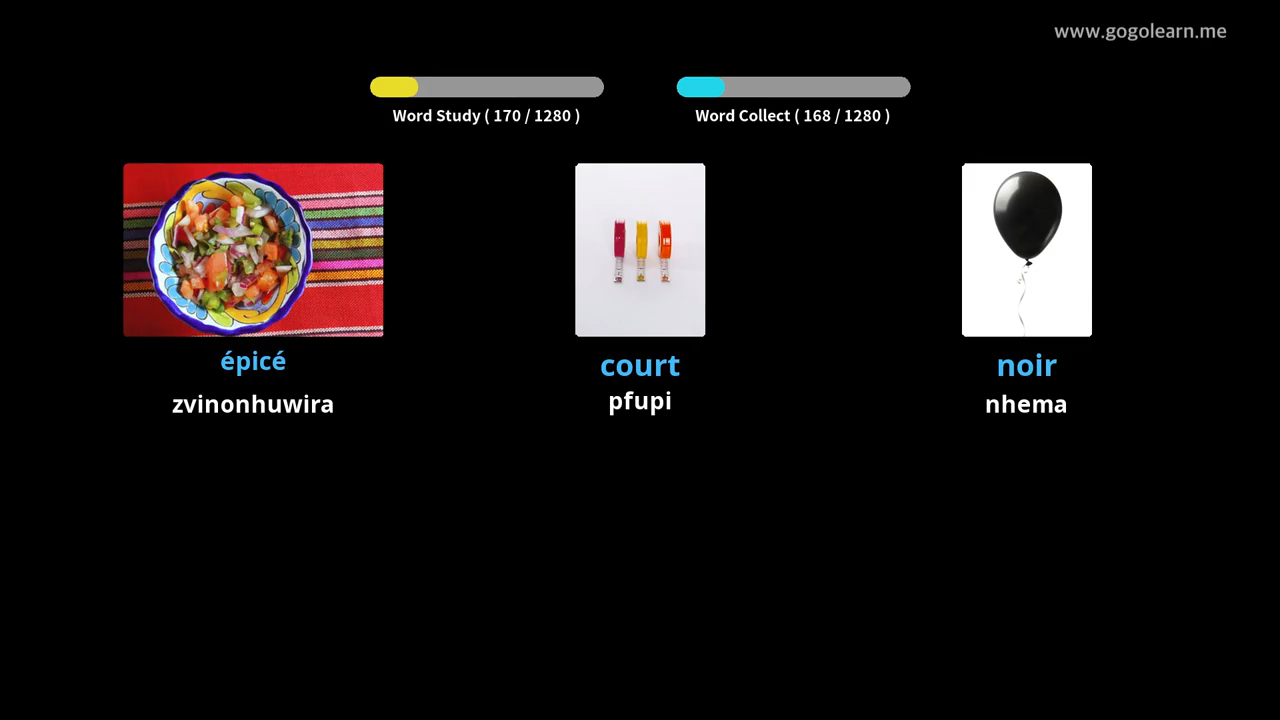 www.gogolearn.me
Word Study ( 170 / 1280 )
Word Collect ( 168 / 1280 )
épicé
court
noir
zvinonhuwira
pfupi
nhema